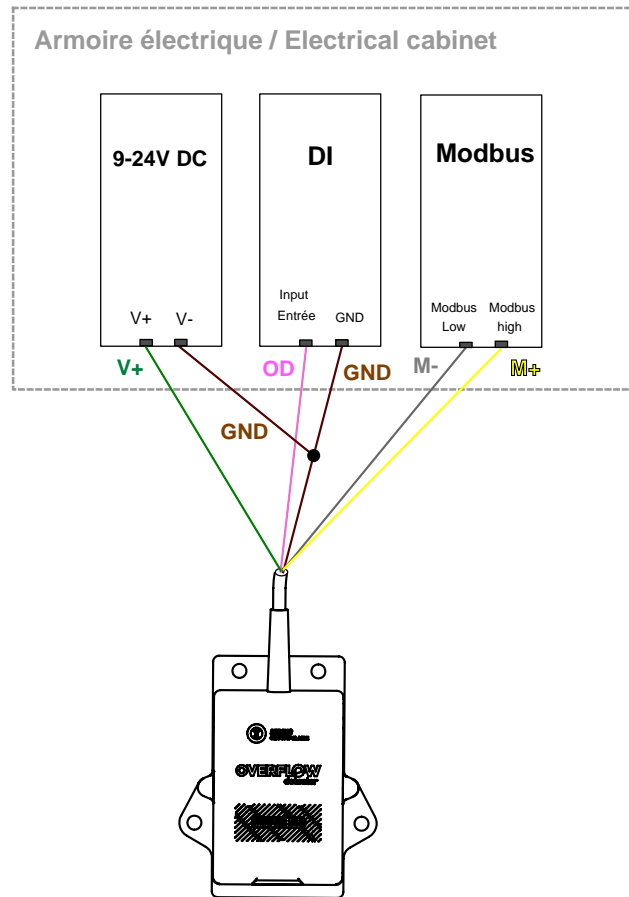 Armoire électrique / Electrical cabinet
9-24V DC
DI
Modbus
V+
V-
Input
Entrée
GND
Modbus
Low
Modbus
high
V+
OD
GND
M-
M+
GND
OVERFLOW
detector